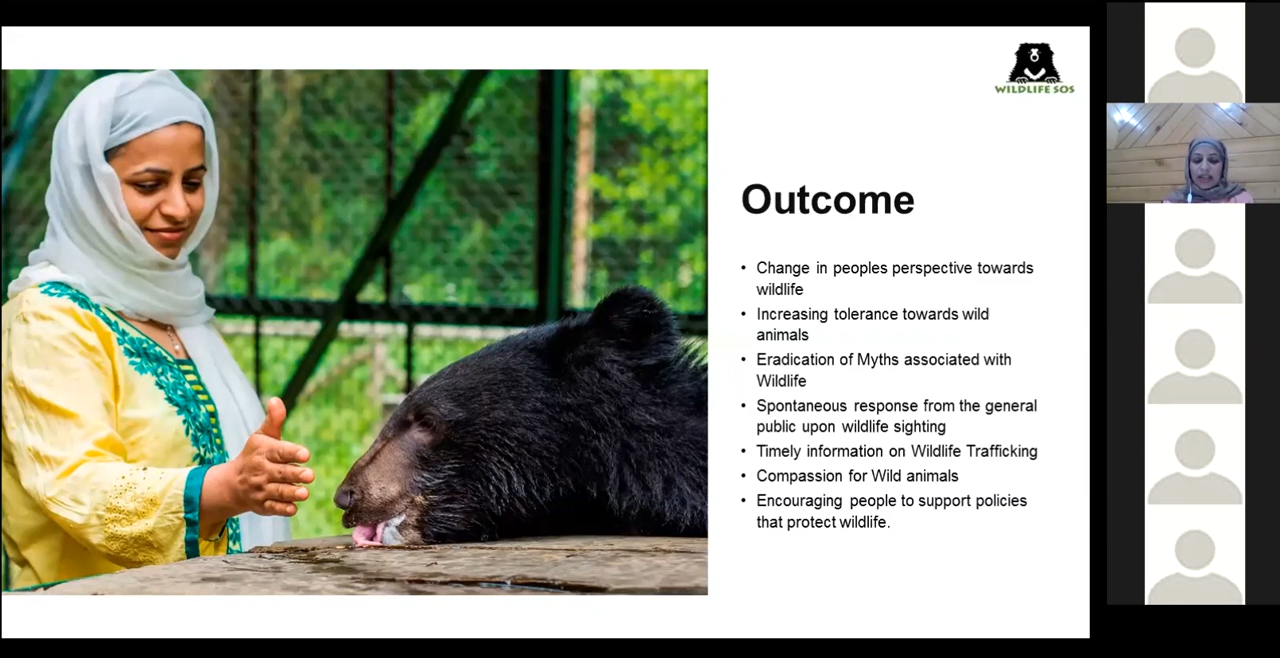 WILDLIFE SOS
Outcome
• Change in peoples perspective towards
wildlife
• Increasing tolerance towards wild
animals
• Eradication of Myths associated with
Wildlife
• Spontaneous response from the general
public upon wildlife sighting
• Timely information on Wildlife Trafficking
• Compassion for Wild animals
• Encouraging people to support policies
that protect wildlife.